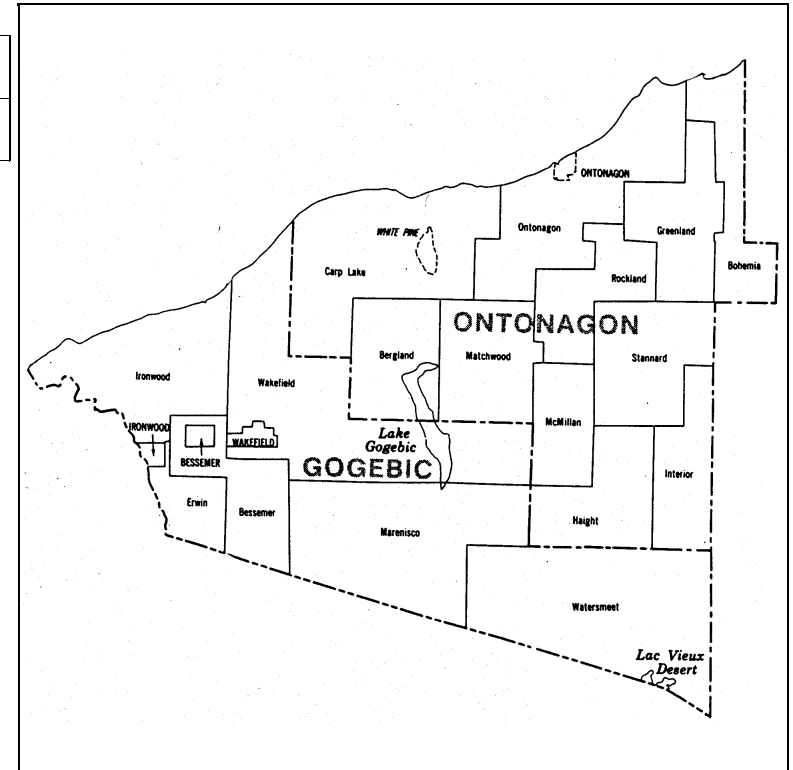 ONTONAGON
Ontonagon
Greenland
WHITE PINE
Carp Lake
Bohemia
Rockland
ONTONAGON
Bergland
Matchwood
Stannard
Ironwood
Wakefield
McMillan
IRONWOOD
Lake
Gogebic
WAKEFIELD
BESSEMER
GOGEBIC
Interior
Erwin
Bessemer
Haight
Marenisco
Watersmeet
Lac Vieux
Desert